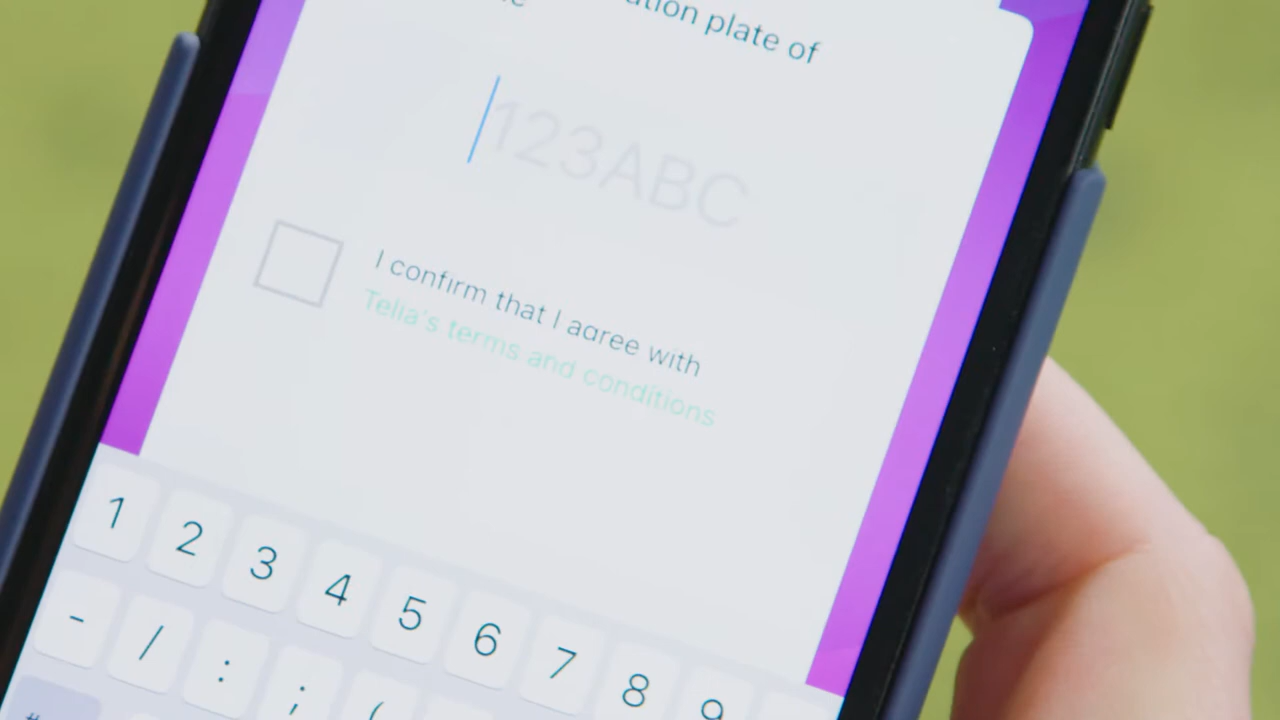 plate of
123ABC
I confirm that I agree with
Telia's terms and conditions
1 2 3 4 5 6 7 8 9
- / : ; (
#